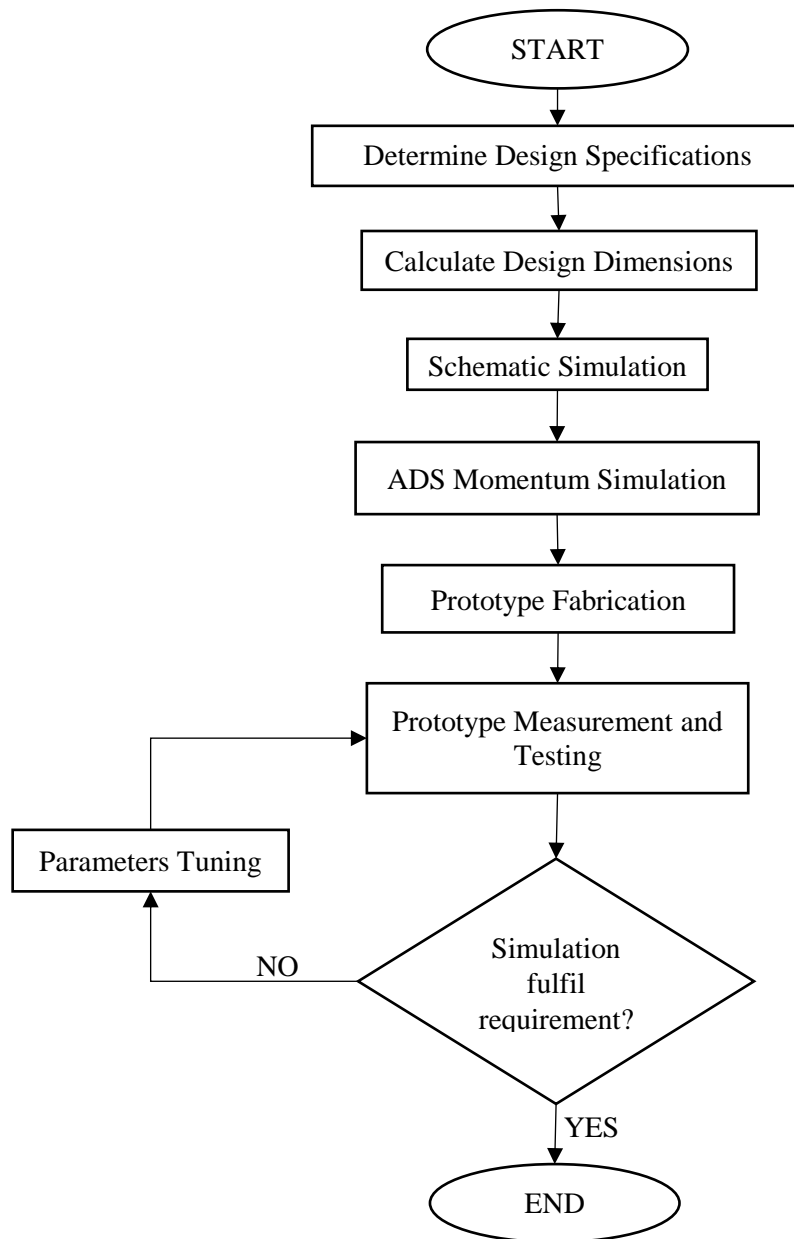 START
Determine Design Specifications
Calculate Design Dimensions
Schematic Simulation
ADS Momentum Simulation
Prototype Fabrication
Prototype Measurement and
Testing
Parameters Tuning
Simulation
fulfil
requirement?
NO
YES
END